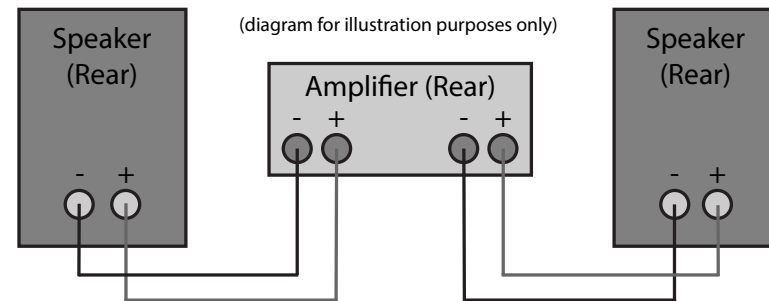 (diagram for illustration purposes only)
Speaker
(Rear)
- +
Amplifier (Rear)
- + - +
Speaker
(Rear)
- +